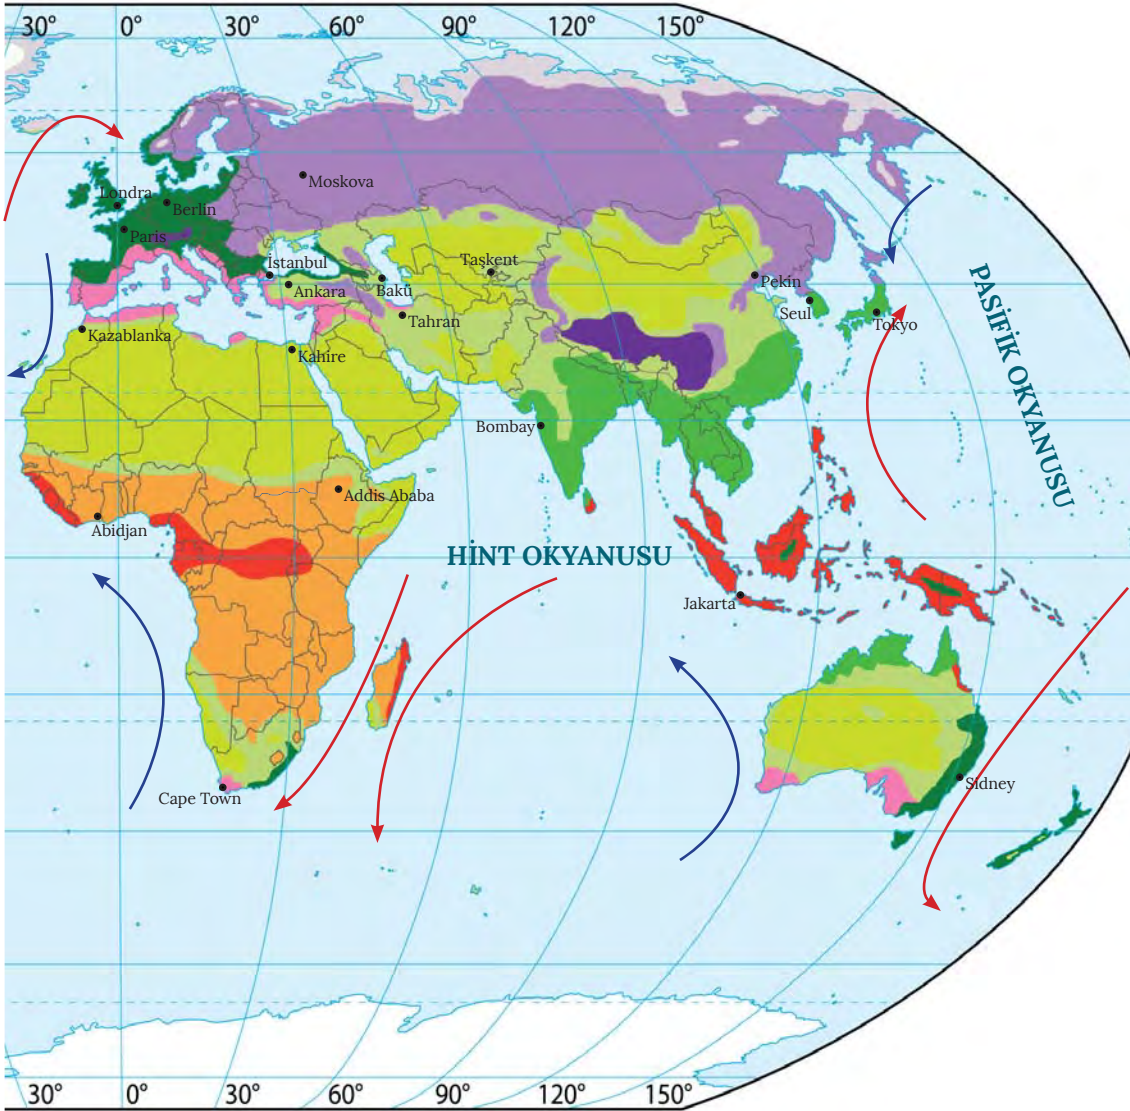 30° 0° 30° 60° 90° 120° 150°
Moskova
Londra
Berlin
Paris
İstanbul
Taşkent
Pekin
Ankara
Bakü
Seul
Tokyo
Tahran
Kazablanka
Kahire
PASİFİK OKYANUSU
Bombay
Addis Ababa
Abidjan
HİNT OKYANUSU
Jakarta
Sidney
Cape Town
30° 0° 30° 60° 90° 120° 150°